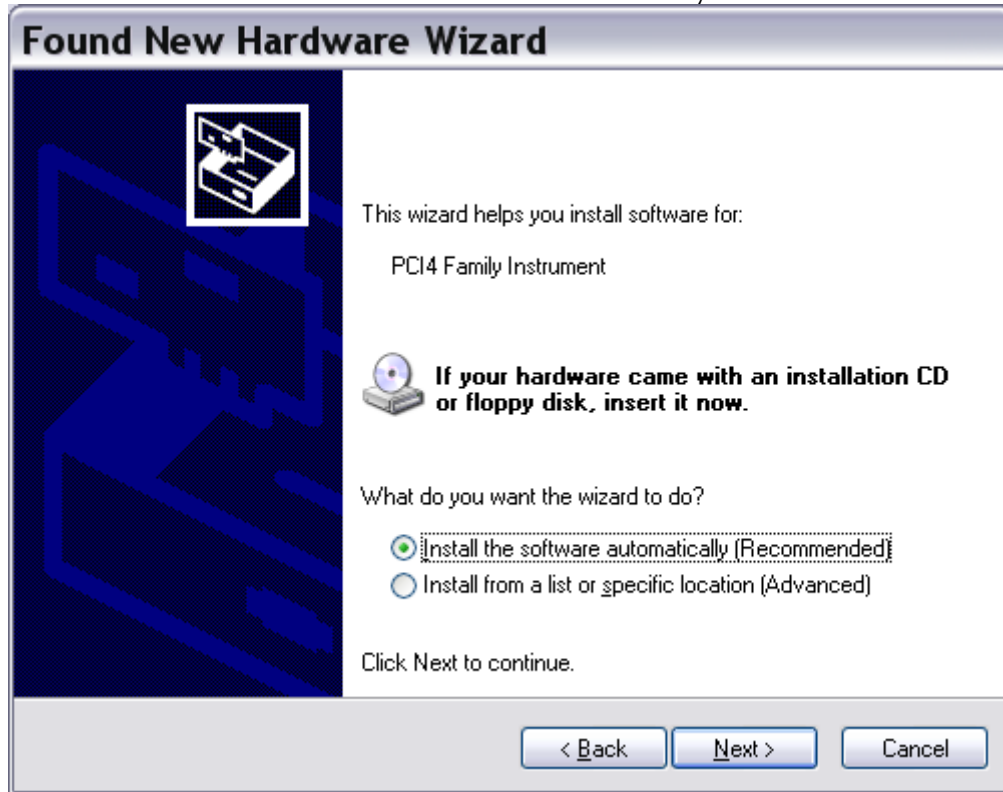 Found New Hardware Wizard
This wizard helps you install software for:
PCI4 Family Instrument
If your hardware came with an installation CD
or floppy disk, insert it now.
What do you want the wizard to do?
Install the software automatically (Recommended)
Install from a list or specific location (Advanced)
Click Next to continue.
< Back
Next >
Cancel